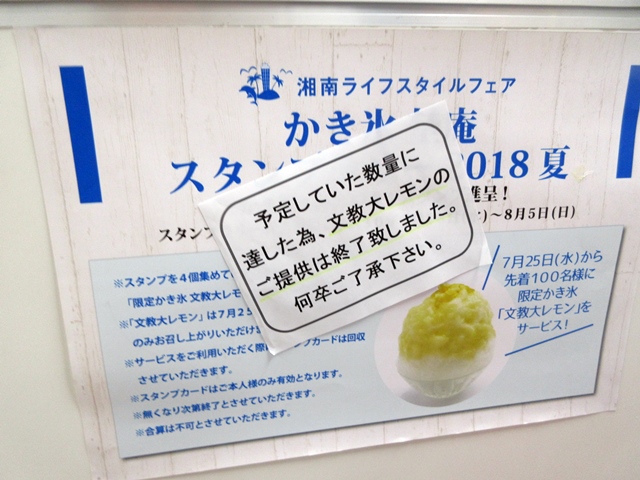 湘南ライフスタイルフェア
かき氷 庵
スタン 2018 夏
進呈!
スタンプ ~8月5日(日)
予定していた数量に
達した為、文教大レモンの
ご提供は終了致しました。
何卒ご了承下さい。
7月25日(水)から
先着100名様に
限定かき氷
「文教大レモン」を
サービス!
※スタンプを4個集めて
「限定かき氷 文教大レモ
※「文教大レモン」は7月25
のみお召し上がりいただけ
※サービスをご利用いただく際 ンプカードは回収
させていただきます。
※スタンプカードはご本人様のみ有効となります。
※無くなり次第終了とさせていただきます。
※合算は不可とさせていただきます。